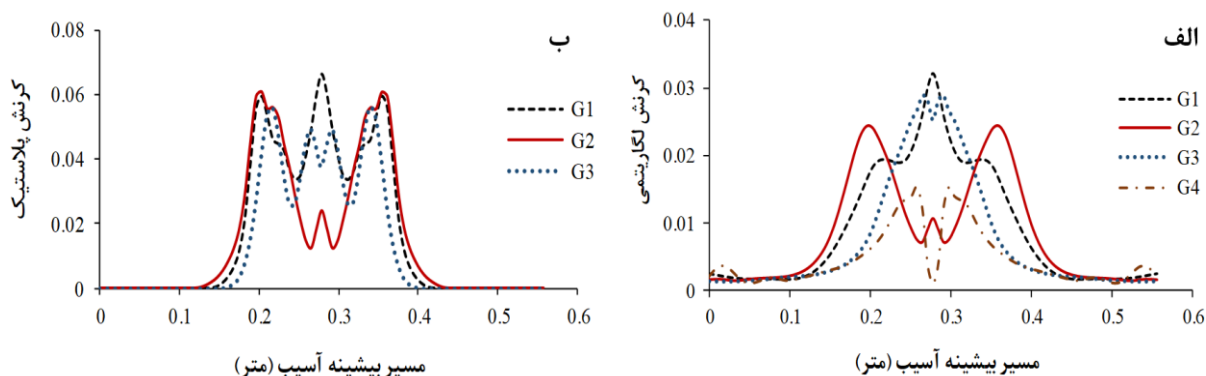 ب
0.08
0.06
0.04
0.02
0
کرنش پلاستیک
G1
G2
G3
0 0.1 0.2 0.3 0.4 0.5 0.6
مسیر بیشینه آسیب (متر)
الف
0.04
0.03
0.02
0.01
0
کرنش لگاریتمی
G1
G2
G3
G4
0 0.1 0.2 0.3 0.4 0.5 0.6
مسیر بیشینه آسیب (متر)